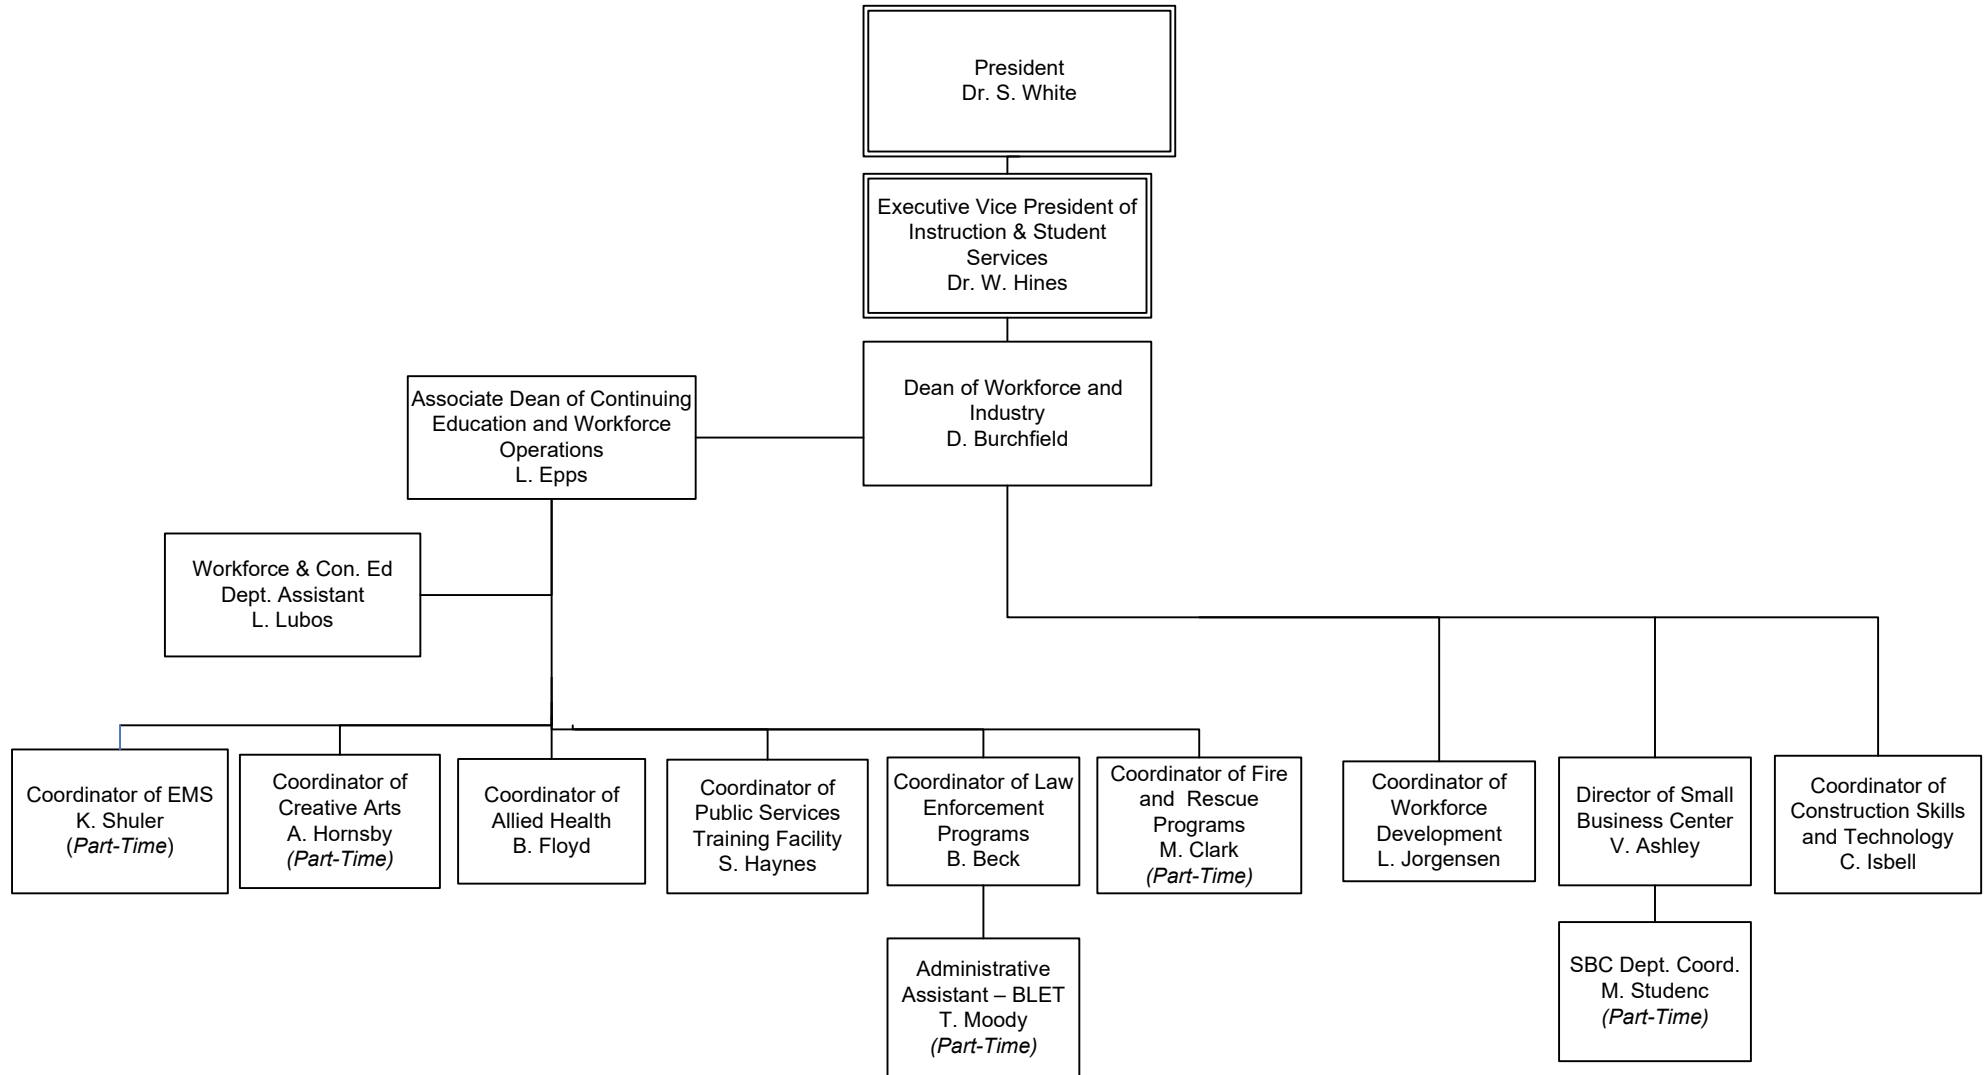 President
Dr. S. White
Executive Vice President of
Instruction & Student
Services
Dr. W. Hines
Dean of Workforce and
Industry
D. Burchfield
Associate Dean of Continuing
Education and Workforce
Operations
L. Epps
Workforce & Con. Ed
Dept. Assistant
L. Lubos
Coordinator of EMS
K. Shuler
(Part-Time)
Coordinator of
Creative Arts
A. Hornsby
(Part-Time)
Coordinator of
Allied Health
B. Floyd
Coordinator of
Public Services
Training Facility
S. Haynes
Coordinator of Law
Enforcement
Programs
B. Beck
Coordinator of Fire
and Rescue
Programs
M. Clark
(Part-Time)
Coordinator of
Workforce
Development
L. Jorgensen
Director of Small
Business Center
V. Ashley
Coordinator of
Construction Skills
and Technology
C. Isbell
Administrative
Assistant – BLET
T. Moody
(Part-Time)
SBC Dept. Coord.
M. Studenc
(Part-Time)